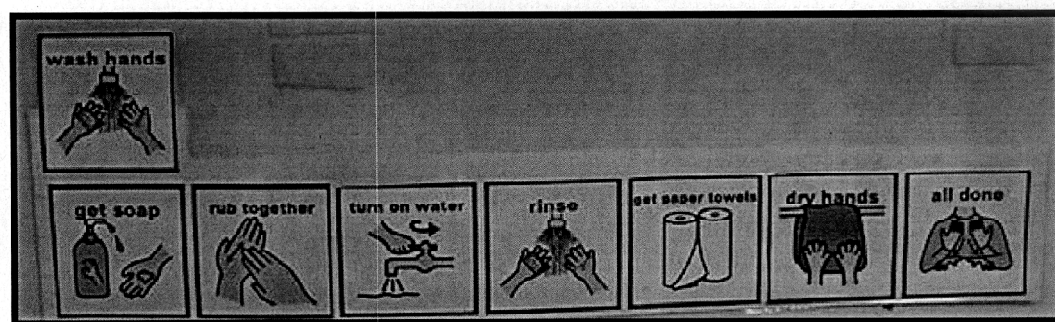 wash hands
get soap
rub together
turn on water
rinse
get paper towels
dry hands
all done